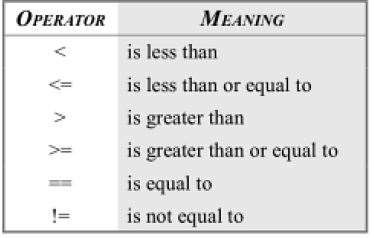 OPERATOR MEANING
< is less than
<= is less than or equal to
> is greater than
>= is greater than or equal to
== is equal to
!= is not equal to